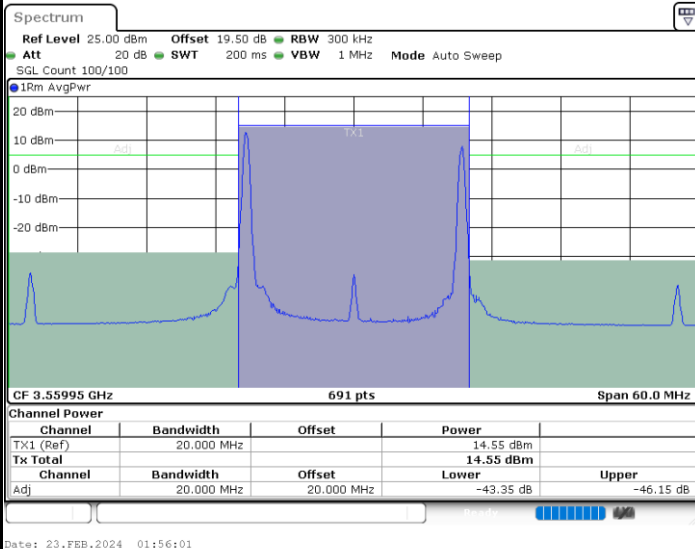 Spectrum
Ref Level 25.00 dBm Offset 19.50 dB RBW 300 kHz
Att 20 dB SWT 200 ms VBW 1 MHz Mode Auto Sweep
SGL Count 100/100
1Rm AvgPwr
20 dBm
10 dBm
TX1
Adj
Adj
0 dBm
-10 dBm
-20 dBm
CF 3.55995 GHz 691 pts Span 60.0 MHz
Channel Power
Channel Bandwidth Offset Power
TX1 (Ref) 20.000 MHz 14.55 dBm
Tx Total 14.55 dBm
Channel Bandwidth Offset Lower Upper
Adj 20.000 MHz 20.000 MHz -43.35 dB -46.15 dB
Ready
Date: 23.FEB.2024 01:56:01